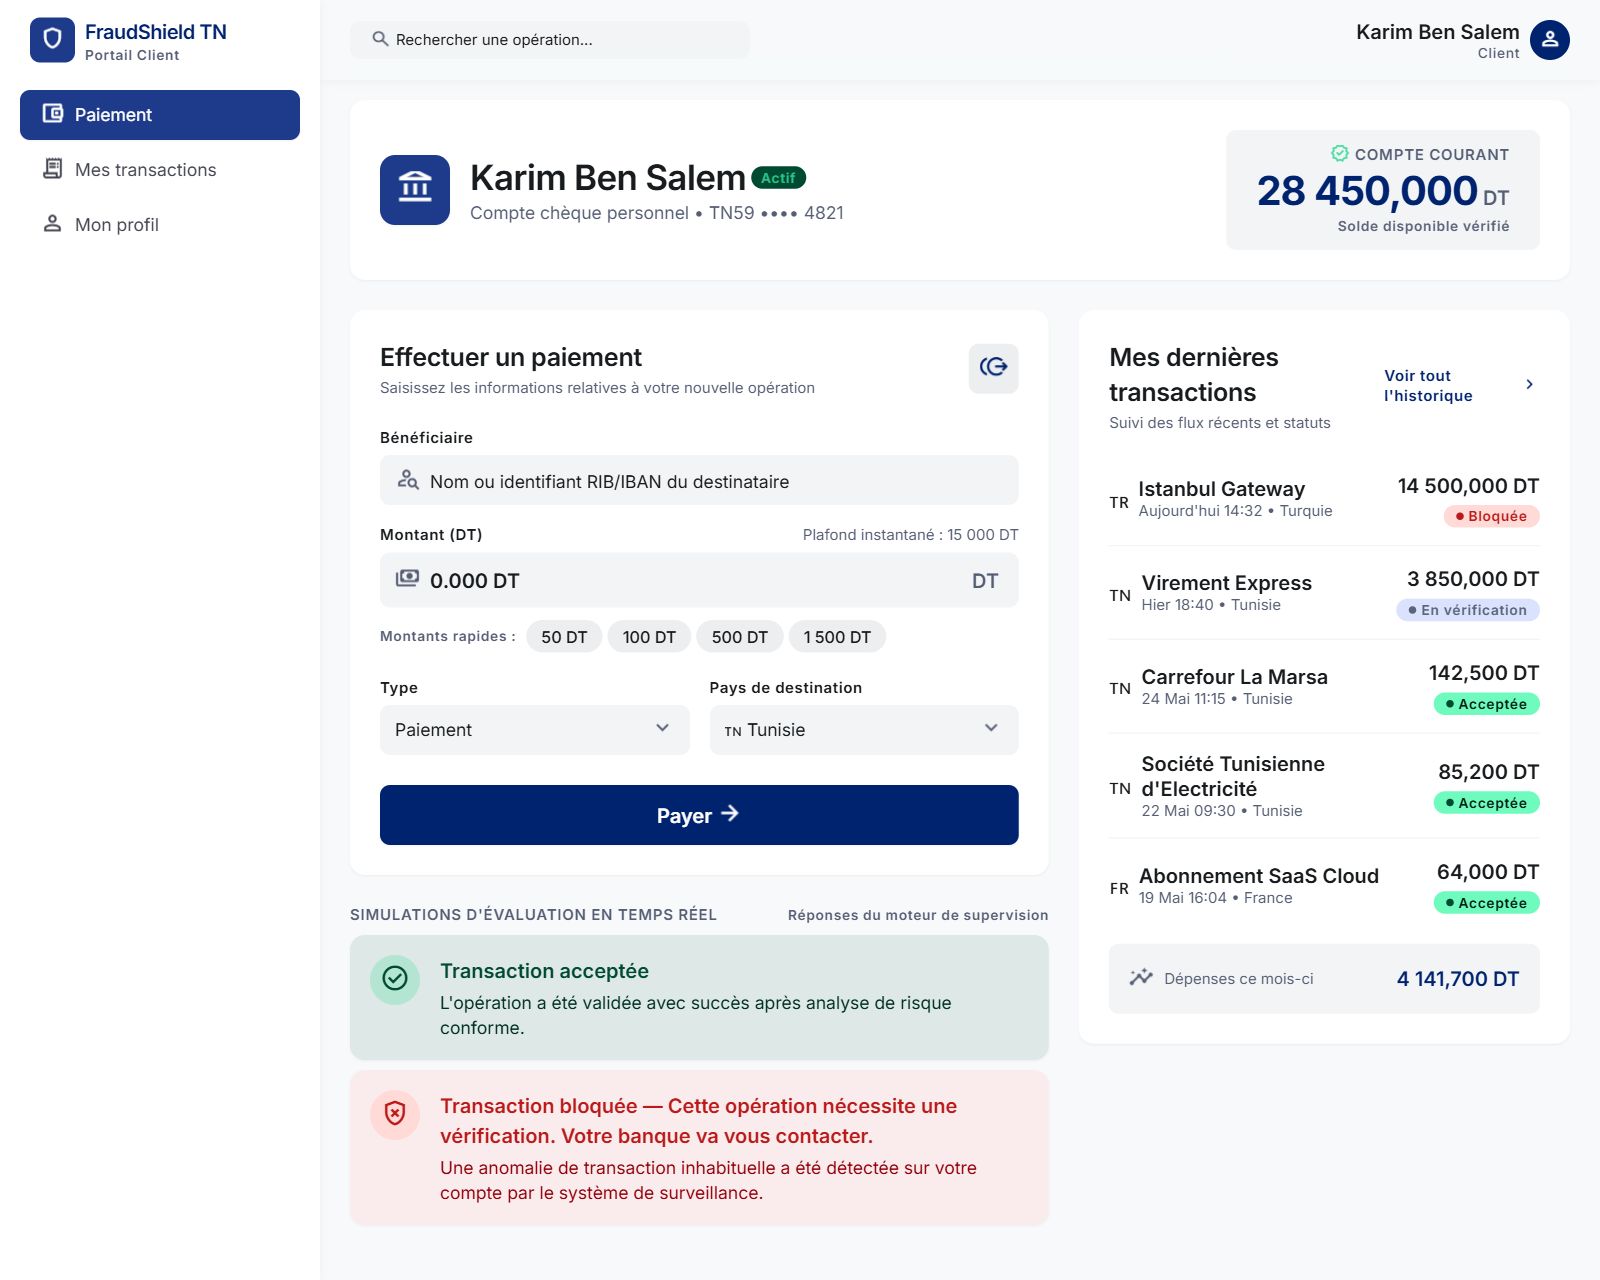 FraudShield TN
Portail Client
Paiement
Mes transactions
Mon profil
Rechercher une opération...
Karim Ben Salem
Client
Karim Ben Salem Actif
Compte chèque personnel • TN59 •••• 4821
COMPTE COURANT
28 450,000 DT
Solde disponible vérifié
Effectuer un paiement
Saisissez les informations relatives à votre nouvelle opération
Bénéficiaire
Nom ou identifiant RIB/IBAN du destinataire
Montant (DT) Plafond instantané : 15 000 DT
0.000 DT DT
Montants rapides : 50 DT 100 DT 500 DT 1 500 DT
Type Pays de destination
Paiement TN Tunisie
Payer
SIMULATIONS D'ÉVALUATION EN TEMPS RÉEL Réponses du moteur de supervision
Transaction acceptée
L'opération a été validée avec succès après analyse de risque
conforme.
Transaction bloquée — Cette opération nécessite une
vérification. Votre banque va vous contacter.
Une anomalie de transaction inhabituelle a été détectée sur votre
compte par le système de surveillance.
Mes dernières
transactions
Suivi des flux récents et statuts
Voir tout
l'historique
TR Istanbul Gateway 14 500,000 DT
Aujourd'hui 14:32 • Turquie Bloquée
TN Virement Express 3 850,000 DT
Hier 18:40 • Tunisie En vérification
TN Carrefour La Marsa 142,500 DT
24 Mai 11:15 • Tunisie Acceptée
TN Société Tunisienne
d'Electricité 85,200 DT
22 Mai 09:30 • Tunisie Acceptée
FR Abonnement SaaS Cloud 64,000 DT
19 Mai 16:04 • France Acceptée
Dépenses ce mois-ci 4 141,700 DT